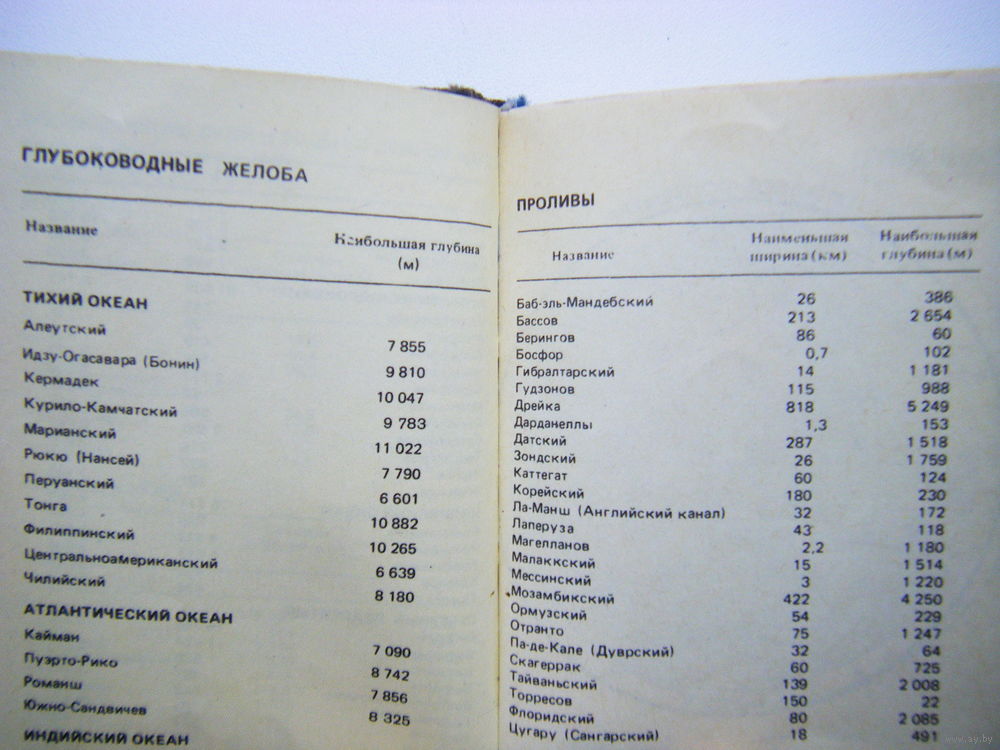 ГЛУБОКОВОДНЫЕ ЖЕЛОБА
Название Наибольшая глубина
(м)
ТИХИЙ ОКЕАН
Алеутский 7 855
Идзу-Огасавара (Бонин) 9 810
Кермадек 10 047
Курило-Камчатский 9 783
Марианский 11 022
Рюкю (Нансей) 7 790
Перуанский 6 601
Тонга 10 882
Филиппинский 10 265
Центральноамериканский 6 639
Чилийский 8 180
АТЛАНТИЧЕСКИЙ ОКЕАН
Кайман 7 090
Пуэрто-Рико 8 742
Романш 7 856
Южно-Сандвичев 8 325
ИНДИЙСКИЙ ОКЕАН
ПРОЛИВЫ
Название Наименьшая ширина (км) Наибольшая глубина (м)
Баб-эль-Мандебский 26 386
Бассов 213 2 654
Берингов 86 60
Босфор 0,7 102
Гибралтарский 14 1 181
Гудзонов 115 988
Дрейка 818 5 249
Дарданеллы 1,3 153
Датский 287 1 518
Зондский 26 1 759
Каттегат 60 124
Корейский 180 230
Ла-Манш (Английский канал) 32 172
Лаперуза 43 118
Магелланов 2,2 1 180
Малаккский 15 1 514
Мессинский 3 1 220
Мозамбикский 422 4 250
Ормузский 54 229
Отранто 75 1 247
Па-де-Кале (Дуврский) 32 64
Скагеррак 60 725
Тайваньский 139 2 008
Торресов 150 22
Флоридский 80 2 085
Цугару (Сангарский) 18 491
www.ay.by